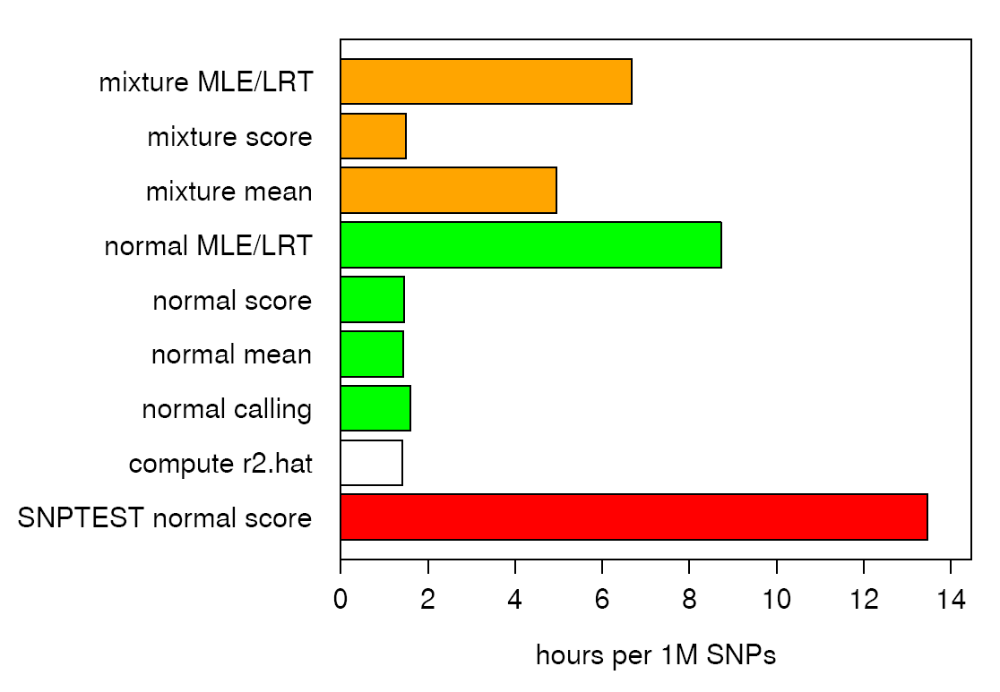 mixture MLE/LRT
mixture score
mixture mean
normal MLE/LRT
normal score
normal mean
normal calling
compute r2.hat
SNPTEST normal score
0 2 4 6 8 10 12 14
hours per 1M SNPs